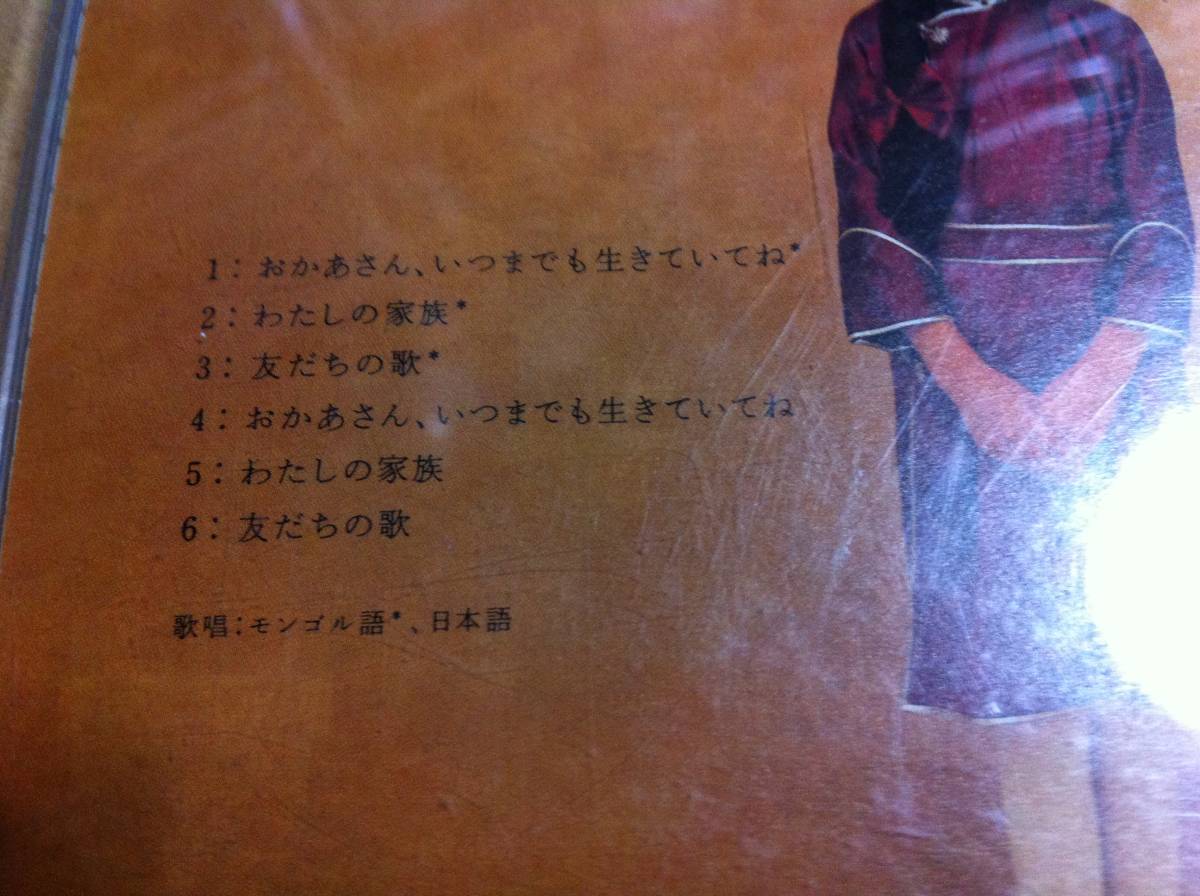 1：おかあさん、いつまでも生きていてね*
2：わたしの家族*
3：友だちの歌*
4：おかあさん、いつまでも生きていてね
5：わたしの家族
6：友だちの歌
歌唱：モンゴル語*、日本語